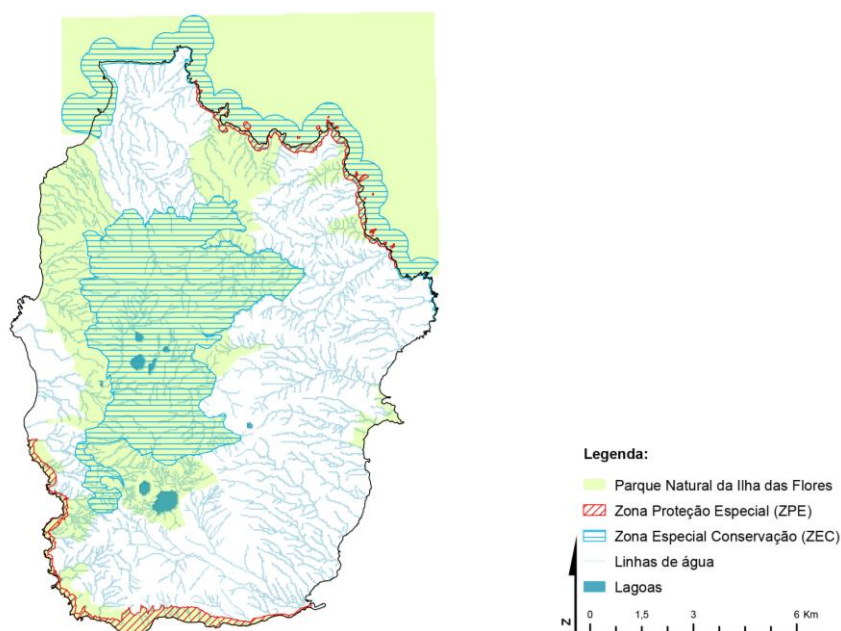 Legenda:
Parque Natural da Ilha das Flores
Zona Proteção Especial (ZPE)
Zona Especial Conservação (ZEC)
Linhas de água
Lagoas
N
0 1,5 3 6 Km